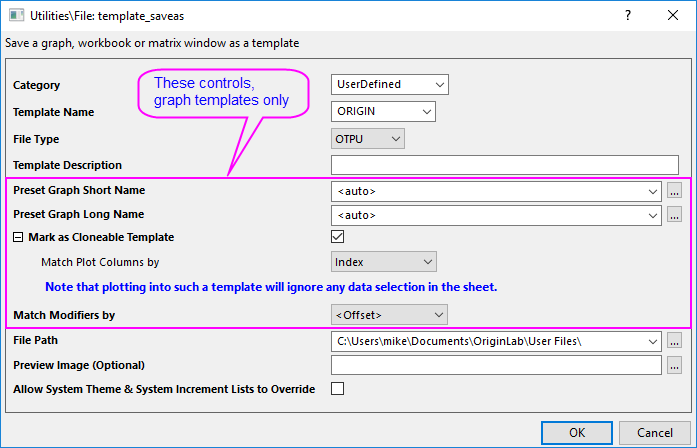 Utilities\File: template_saveas
?
Save a graph, workbook or matrix window as a template
These controls,
graph templates only
Category UserDefined
Template Name ORIGIN
File Type OTPU
Template Description
Preset Graph Short Name <auto> ...
Preset Graph Long Name <auto> ...
Mark as Cloneable Template
Match Plot Columns by Index
Note that plotting into such a template will ignore any data selection in the sheet.
Match Modifiers by <Offset>
File Path C:\Users\mike\Documents\OriginLab\User Files\ ...
Preview Image (Optional) ...
Allow System Theme & System Increment Lists to Override
OK Cancel